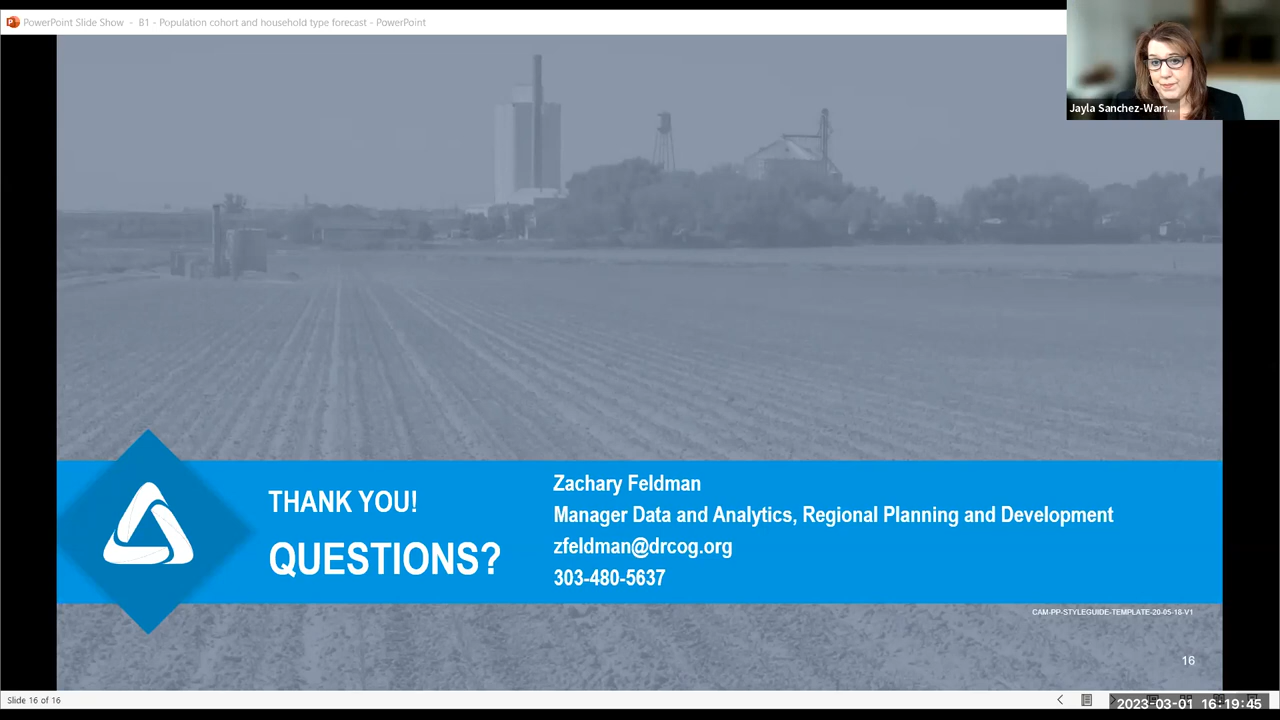 PowerPoint Slide Show - B1 - Population cohort and household type forecast - PowerPoint
Jayla Sanchez-Warr...
THANK YOU!
QUESTIONS?
Zachary Feldman
Manager Data and Analytics, Regional Planning and Development
zfeldman@drcog.org
303-480-5637
CAM-PP-STYLEGUIDE-TEMPLATE-20-05-18-V1
16
Slide 16 of 16
2023-03-01 16:19:45